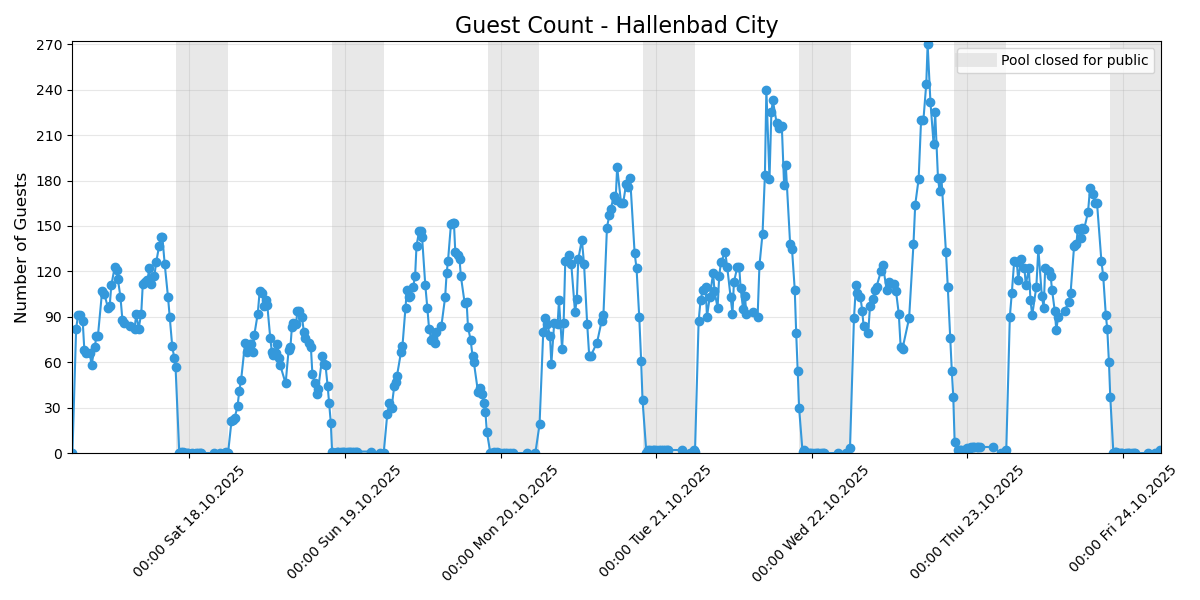 Guest Count - Hallenbad City
Pool closed for public
Number of Guests
270
240
210
180
150
120
90
60
30
0
00:00 Sat 18.10.2025
00:00 Sun 19.10.2025
00:00 Mon 20.10.2025
00:00 Tue 21.10.2025
00:00 Wed 22.10.2025
00:00 Thu 23.10.2025
00:00 Fri 24.10.2025